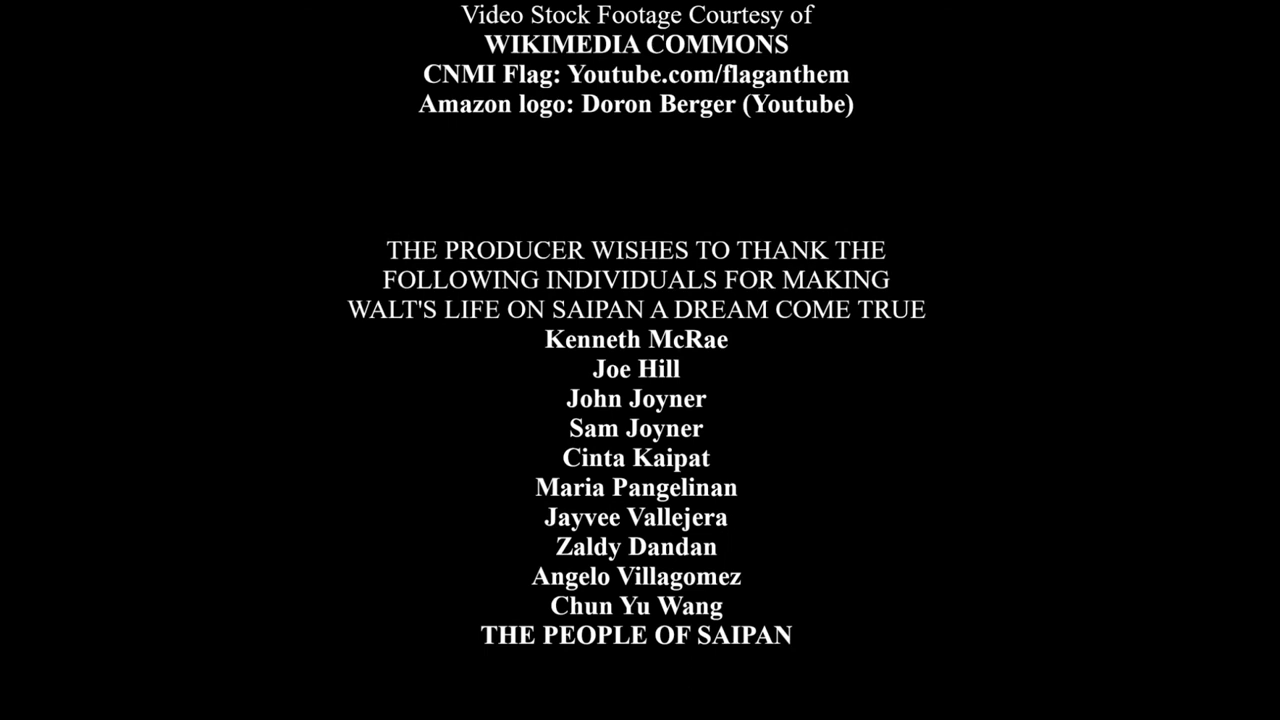 Video Stock Footage Courtesy of
WIKIMEDIA COMMONS
CNMI Flag: Youtube.com/flaganthem
Amazon logo: Doron Berger (Youtube)
THE PRODUCER WISHES TO THANK THE
FOLLOWING INDIVIDUALS FOR MAKING
WALT'S LIFE ON SAIPAN A DREAM COME TRUE
Kenneth McRae
Joe Hill
John Joyner
Sam Joyner
Cinta Kaipat
Maria Pangelinan
Jayvee Vallejera
Zaldy Dandan
Angelo Villagomez
Chun Yu Wang
THE PEOPLE OF SAIPAN